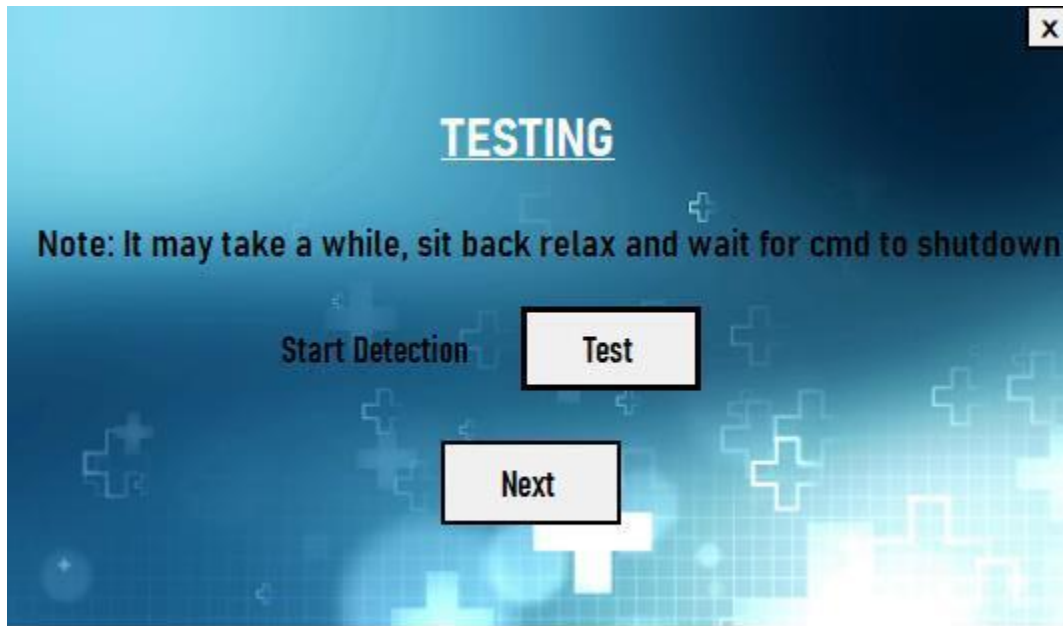 X
TESTING
Note: It may take a while, sit back relax and wait for cmd to shutdown
Start Detection Test
Next